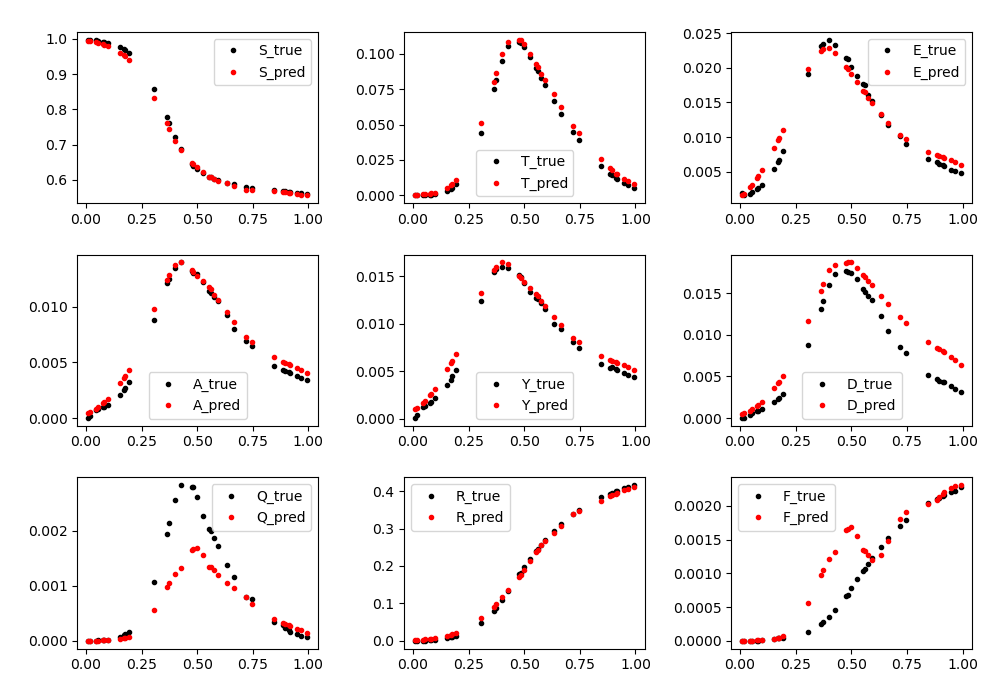 1.0
0.9
0.8
0.7
0.6
0.00 0.25 0.50 0.75 1.00
S_true
S_pred
0.100
0.075
0.050
0.025
0.000
0.00 0.25 0.50 0.75 1.00
T_true
T_pred
0.025
0.020
0.015
0.010
0.005
0.00 0.25 0.50 0.75 1.00
E_true
E_pred
0.010
0.005
0.000
0.00 0.25 0.50 0.75 1.00
A_true
A_pred
0.015
0.010
0.005
0.000
0.00 0.25 0.50 0.75 1.00
Y_true
Y_pred
0.015
0.010
0.005
0.000
0.00 0.25 0.50 0.75 1.00
D_true
D_pred
0.002
0.001
0.000
0.00 0.25 0.50 0.75 1.00
Q_true
Q_pred
0.4
0.3
0.2
0.1
0.0
0.00 0.25 0.50 0.75 1.00
R_true
R_pred
0.0020
0.0015
0.0010
0.0005
0.0000
0.00 0.25 0.50 0.75 1.00
F_true
F_pred